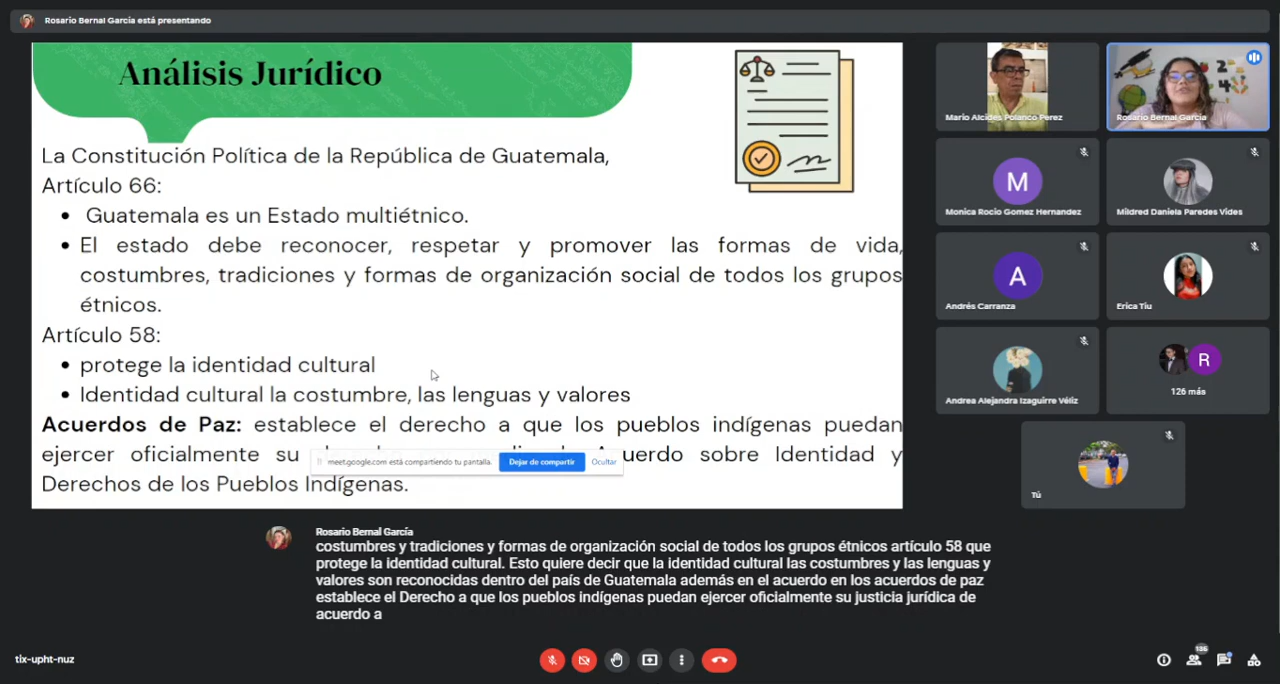 Rosario Bernal García está presentando
Análisis Jurídico
La Constitución Política de la República de Guatemala,
Artículo 66:
• Guatemala es un Estado multiétnico.
• El estado debe reconocer, respetar y promover las formas de vida,
costumbres, tradiciones y formas de organización social de todos los grupos
étnicos.
Artículo 58:
• protege la identidad cultural
• Identidad cultural la costumbre, las lenguas y valores
Acuerdos de Paz: establece el derecho a que los pueblos indígenas puedan
ejercer oficialmente su
Acuerdo sobre Identidad y
Derechos de los Pueblos Indígenas.
meet.google.com está compartiendo tu pantalla.
Dejar de compartir
Ocultar
Mario Alcides Polanco Perez
Rosario Bernal García
2
4
M
Monica Rocio Gomez Hernandez
Mildred Daniela Paredes Vides
A
Andrés Carranza
Erica Tiu
Andrea Alejandra Izaguirre Véliz
R
126 más
Tú
Rosario Bernal García
costumbres y tradiciones y formas de organización social de todos los grupos étnicos artículo 58 que
protege la identidad cultural. Esto quiere decir que la identidad cultural las costumbres y las lenguas y
valores son reconocidas dentro del país de Guatemala además en el acuerdo en los acuerdos de paz
establece el Derecho a que los pueblos indígenas puedan ejercer oficialmente su justicia jurídica de
acuerdo a
tix-upht-nuz
135